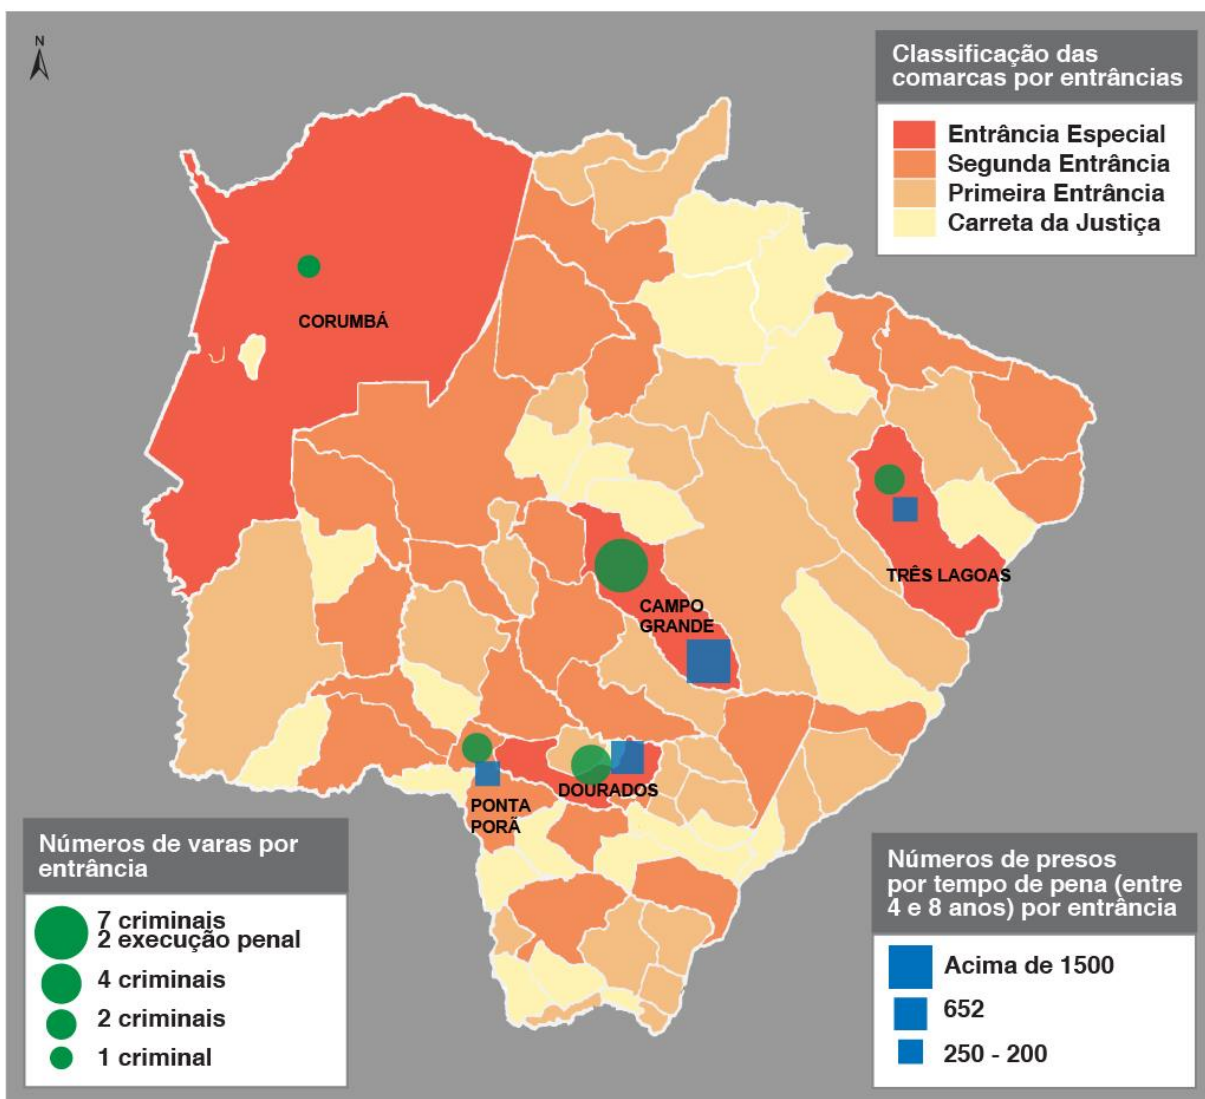 N
Classificação das
comarcas por entrâncias
Entrância Especial
Segunda Entrância
Primeira Entrância
Carreta da Justiça
CORUMBÁ
TRÊS LAGOAS
CAMPO
GRANDE
DOURADOS
PONTA
PORÃ
Números de varas por
entrância
7 criminais
2 execução penal
4 criminais
2 criminais
1 criminal
Números de presos
por tempo de pena (entre
4 e 8 anos) por entrância
Acima de 1500
652
250 - 200